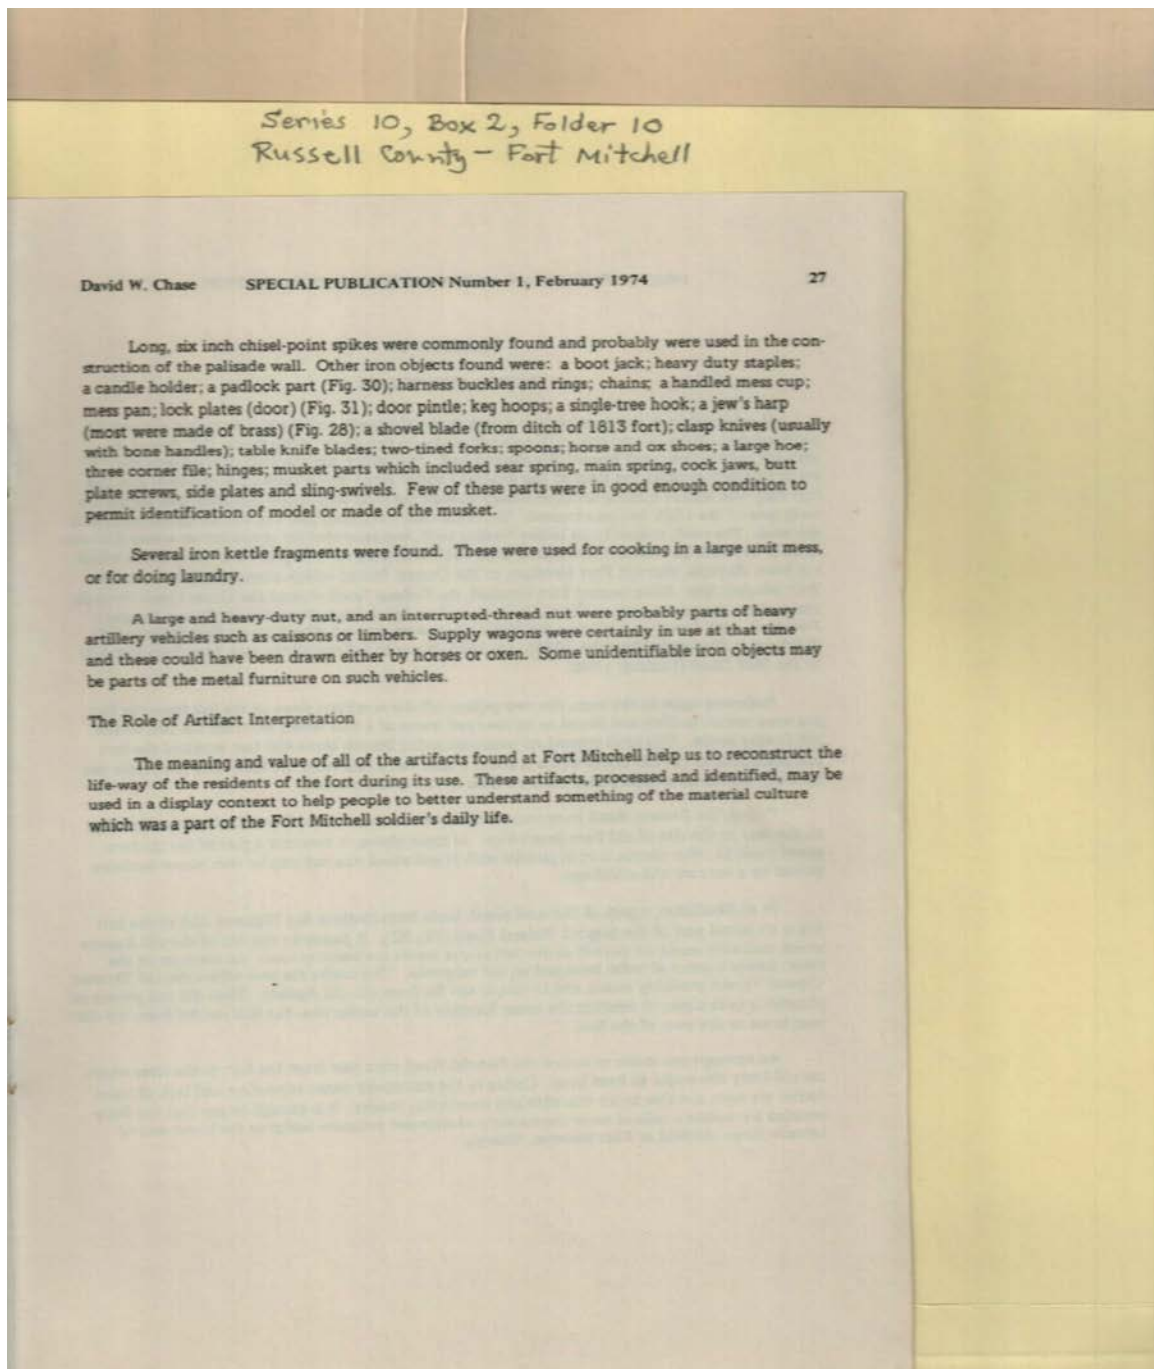 Series 10, Box 2, Folder 10
Russell County - Fort Mitchell
David W. Chase SPECIAL PUBLICATION Number 1, February 1974 27
Long, six inch chisel-point spikes were commonly found and probably were used in the con-
struction of the palisade wall. Other iron objects found were: a boot jack; heavy duty staples;
a candle holder; a padlock part (Fig. 30); harness buckles and rings; chains; a handled mess cup;
mess pan; lock plates (door) (Fig. 31); door pintle; keg hoops; a single-tree hook; a jew's harp
(most were made of brass) (Fig. 28); a shovel blade (from ditch of 1813 fort); clasp knives (usually
with bone handles); table knife blades; two-tined forks; spoons; horse and ox shoes; a large hoe;
three corner file; hinges; musket parts which included sear spring, main spring, cock jaws, butt
plate screws, side plates and sling-swivels. Few of these parts were in good enough condition to
permit identification of model or made of the musket.
Several iron kettle fragments were found. These were used for cooking in a large unit mess,
or for doing laundry.
A large and heavy-duty nut, and an interrupted-thread nut were probably parts of heavy
artillery vehicles such as caissons or limbers. Supply wagons were certainly in use at that time
and these could have been drawn either by horses or oxen. Some unidentifiable iron objects may
be parts of the metal furniture on such vehicles.
The Role of Artifact Interpretation
The meaning and value of all of the artifacts found at Fort Mitchell help us to reconstruct the
life-way of the residents of the fort during its use. These artifacts, processed and identified, may be
used in a display context to help people to better understand something of the material culture
which was a part of the Fort Mitchell soldier's daily life.